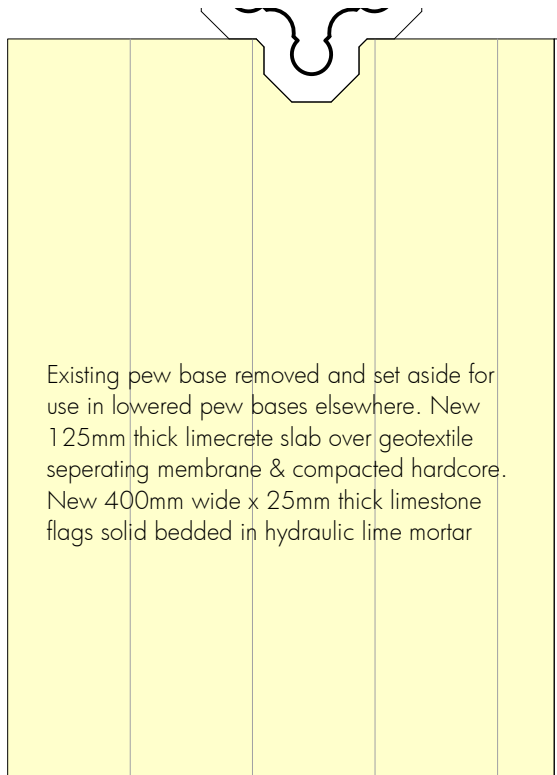 Existing pew base removed and set aside for
use in lowered pew bases elsewhere. New
125mm thick limecrete slab over geotextile
seperating membrane & compacted hardcore.
New 400mm wide x 25mm thick limestone
flags solid bedded in hydraulic lime mortar